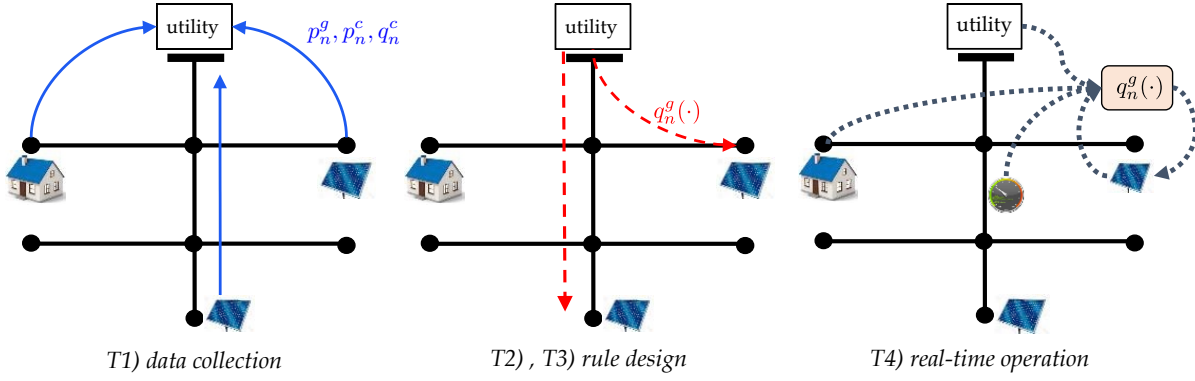 utility
p_n^g, p_n^c, q_n^c
T1) data collection
utility
q_n^g(·)
T2) , T3) rule design
utility
q_n^g(·)
T4) real-time operation